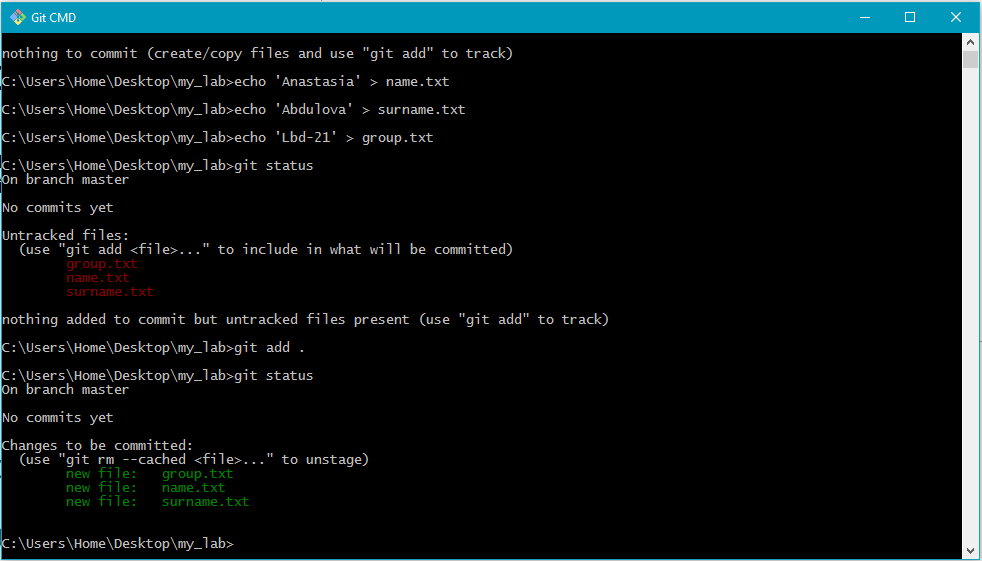 Git CMD
nothing to commit (create/copy files and use "git add" to track)
C:\Users\Home\Desktop\my_lab>echo 'Anastasia' > name.txt
C:\Users\Home\Desktop\my_lab>echo 'Abdulova' > surname.txt
C:\Users\Home\Desktop\my_lab>echo 'Lbd-21' > group.txt
C:\Users\Home\Desktop\my_lab>git status
On branch master
No commits yet
Untracked files:
  (use "git add <file>..." to include in what will be committed)
        group.txt
        name.txt
        surname.txt
nothing added to commit but untracked files present (use "git add" to track)
C:\Users\Home\Desktop\my_lab>git add .
C:\Users\Home\Desktop\my_lab>git status
On branch master
No commits yet
Changes to be committed:
  (use "git rm --cached <file>..." to unstage)
        new file:   group.txt
        new file:   name.txt
        new file:   surname.txt
C:\Users\Home\Desktop\my_lab>